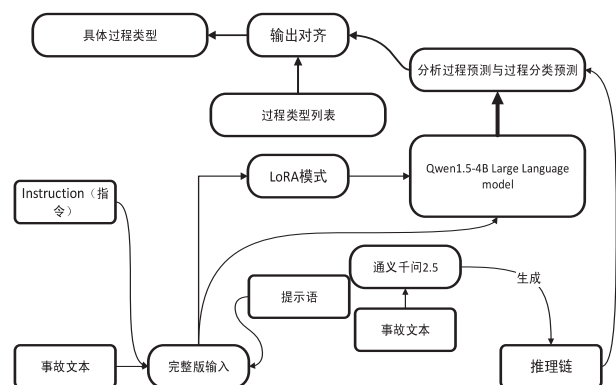 具体过程类型
输出对齐
分析过程预测与过程分类预测
过程类型列表
Qwen1.5-4B Large Language
model
LoRA模式
Instruction（指
令）
通义千问2.5
生成
提示语
事故文本
事故文本
完整版输入
推理链